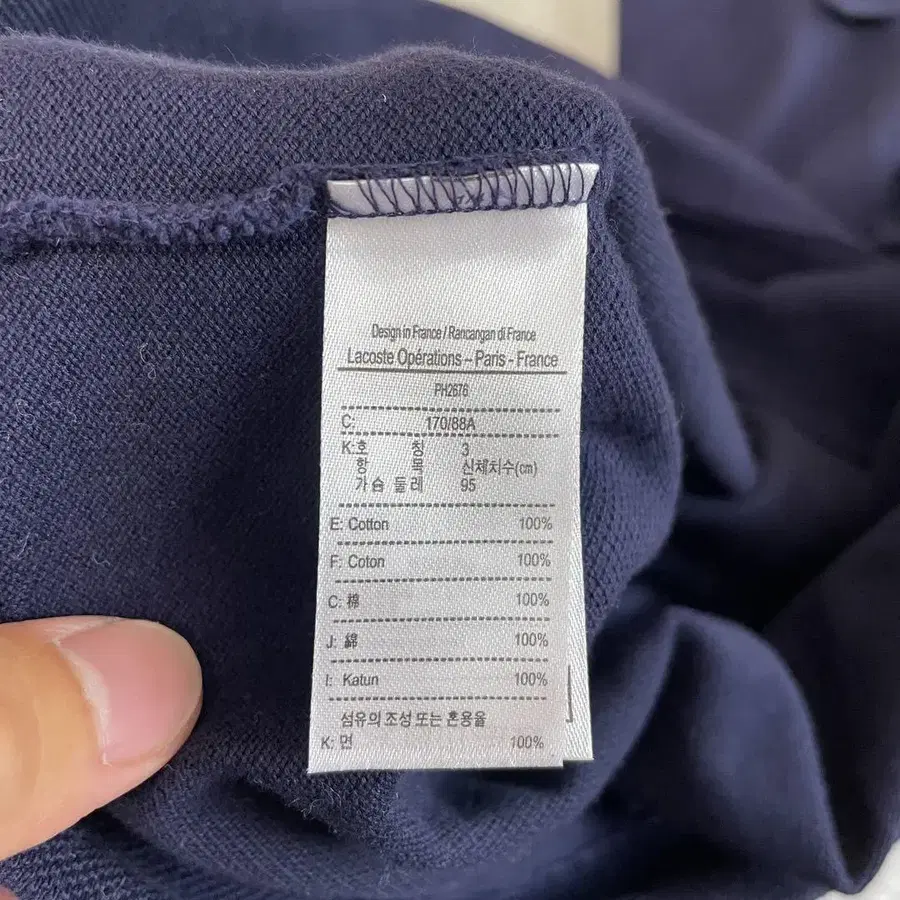 Design in France / Rancangan di France
Lacoste Opérations – Paris - France
PH2676
C: 170/88A
K: 호 칭 3
항 목 신체치수(cm)
가슴 둘레 95
E: Cotton 100%
F: Coton 100%
C: 棉 100%
J: 綿 100%
I: Katun 100%
섬유의 조성 또는 혼용율
K: 면 100%